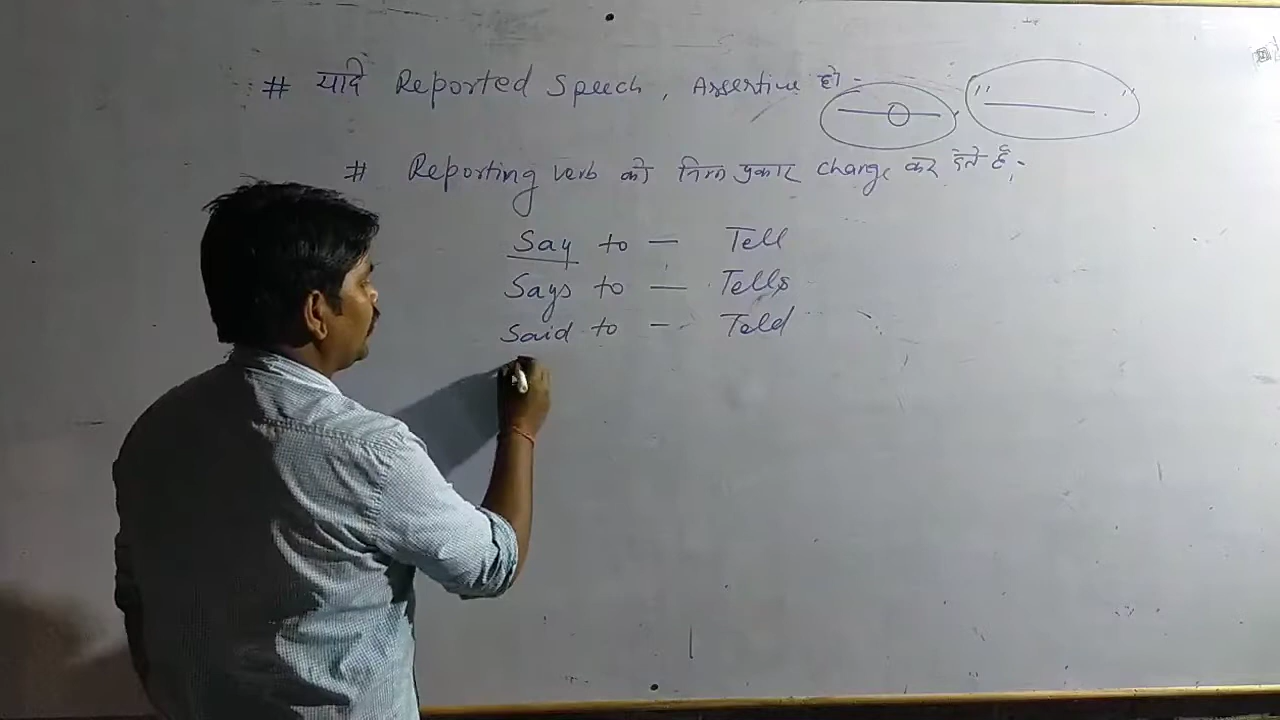 # यदि Reported Speech, Assertive हो -
" "
# Reporting Verb को निम्न प्रकार change कर देते हैं;
Say to — Tell
Says to — Tells
Said to — Told